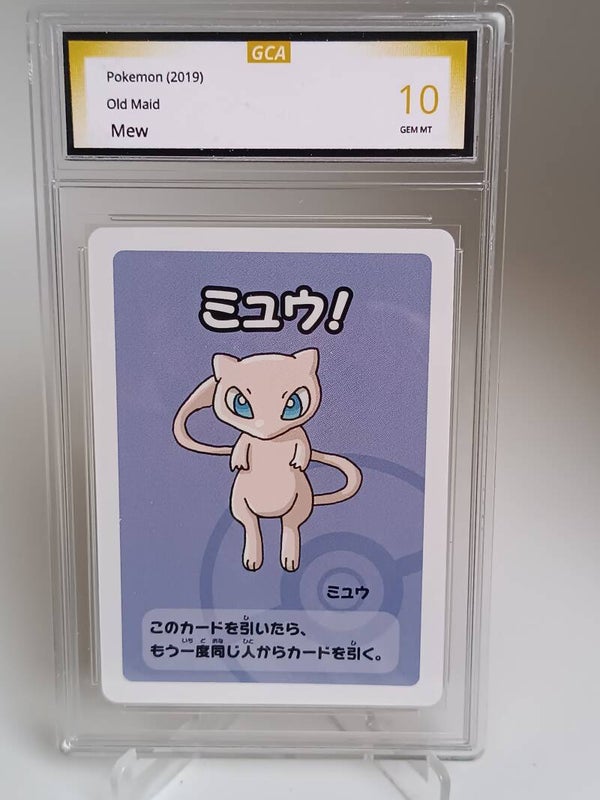 GCA
Pokemon (2019)
Old Maid
Mew
10
GEM MT
ミュウ!
ミュウ
このカードを引いたら、
もう一度同じ人からカードを引く。